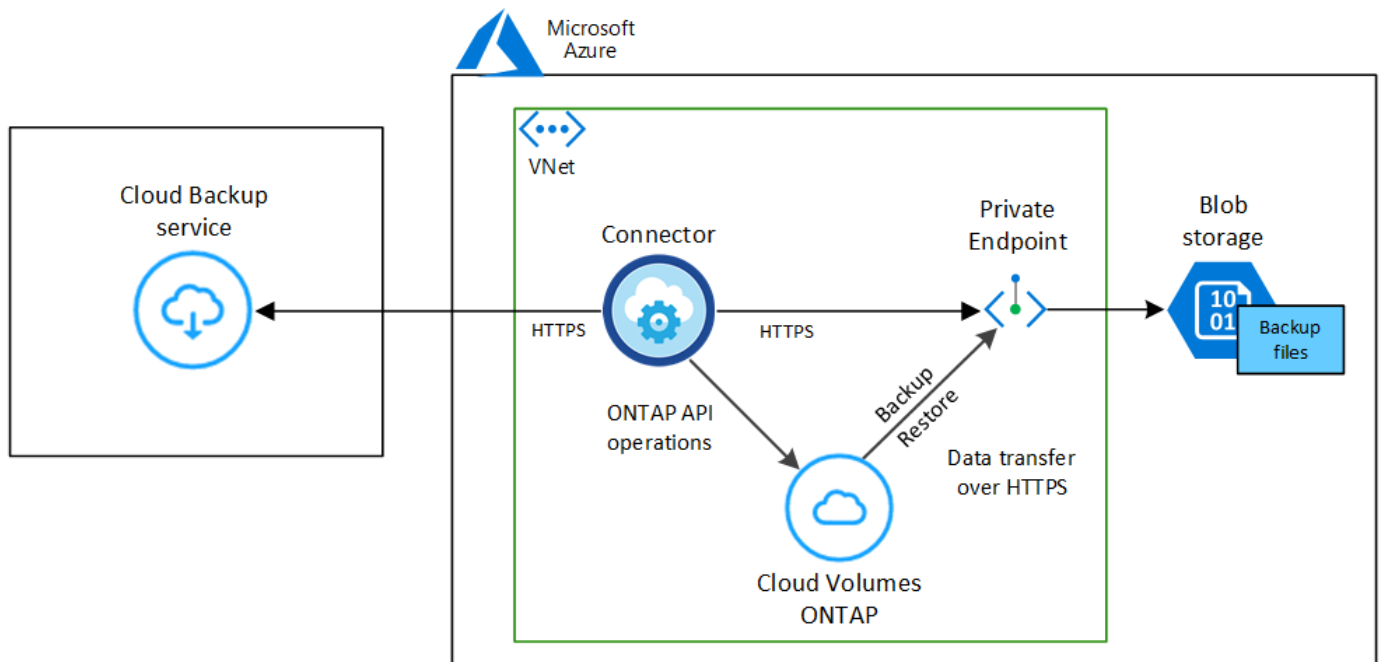 Microsoft
Azure
VNet
Cloud Backup
service
Connector
Private
Endpoint
Blob
storage
HTTPS
HTTPS
10
01
Backup
files
ONTAP API
operations
Backup
Restore
Data transfer
over HTTPS
Cloud Volumes
ONTAP